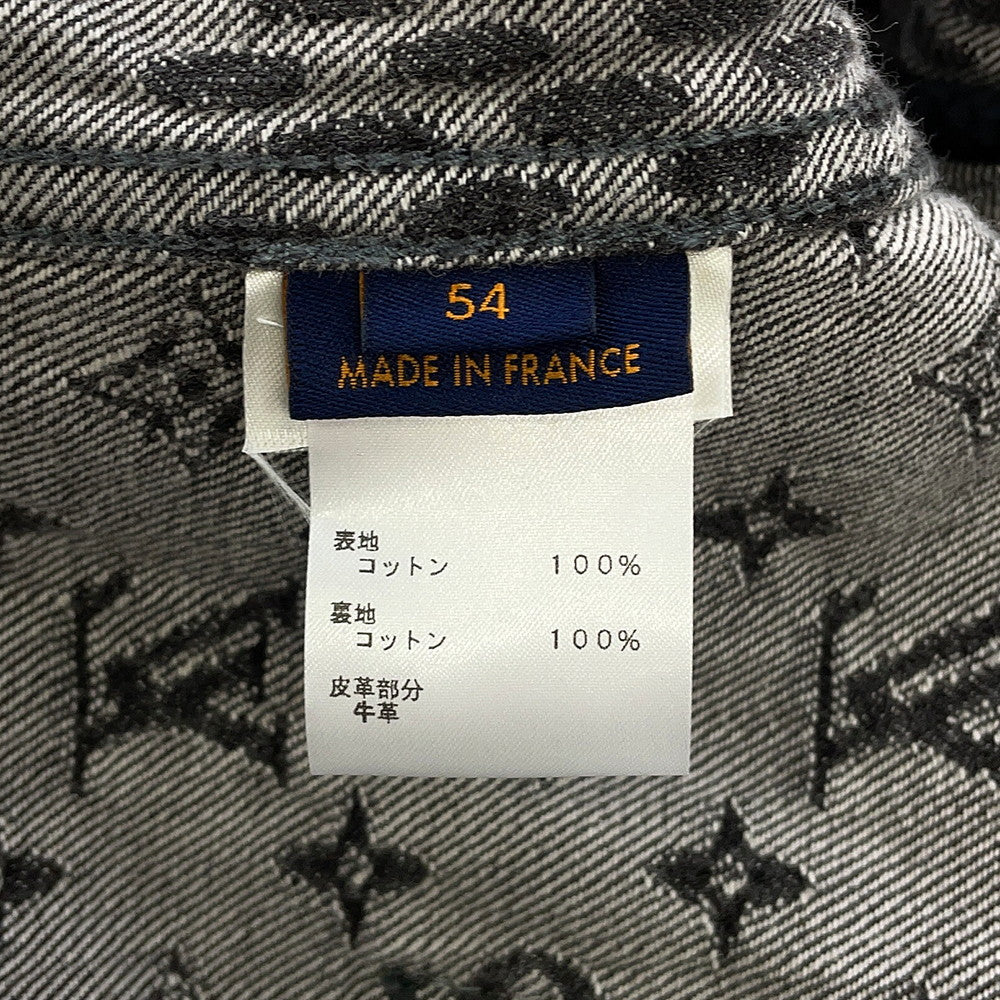 54
MADE IN FRANCE
表地
コットン 100%
裏地
コットン 100%
皮革部分
牛革